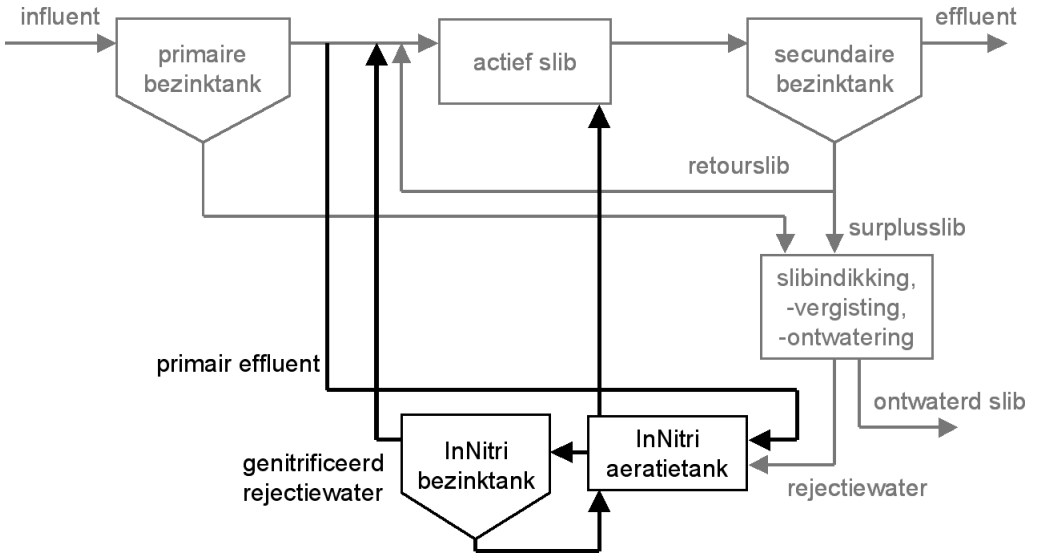 influent
effluent
primaire
bezinktank
actief slib
secundaire
bezinktank
retourslib
surplusslib
slibindikking,
-vergisting,
-ontwatering
primair effluent
ontwaterd slib
InNitri
bezinktank
InNitri
aeratietank
genitrificeerd
rejectiewater
rejectiewater